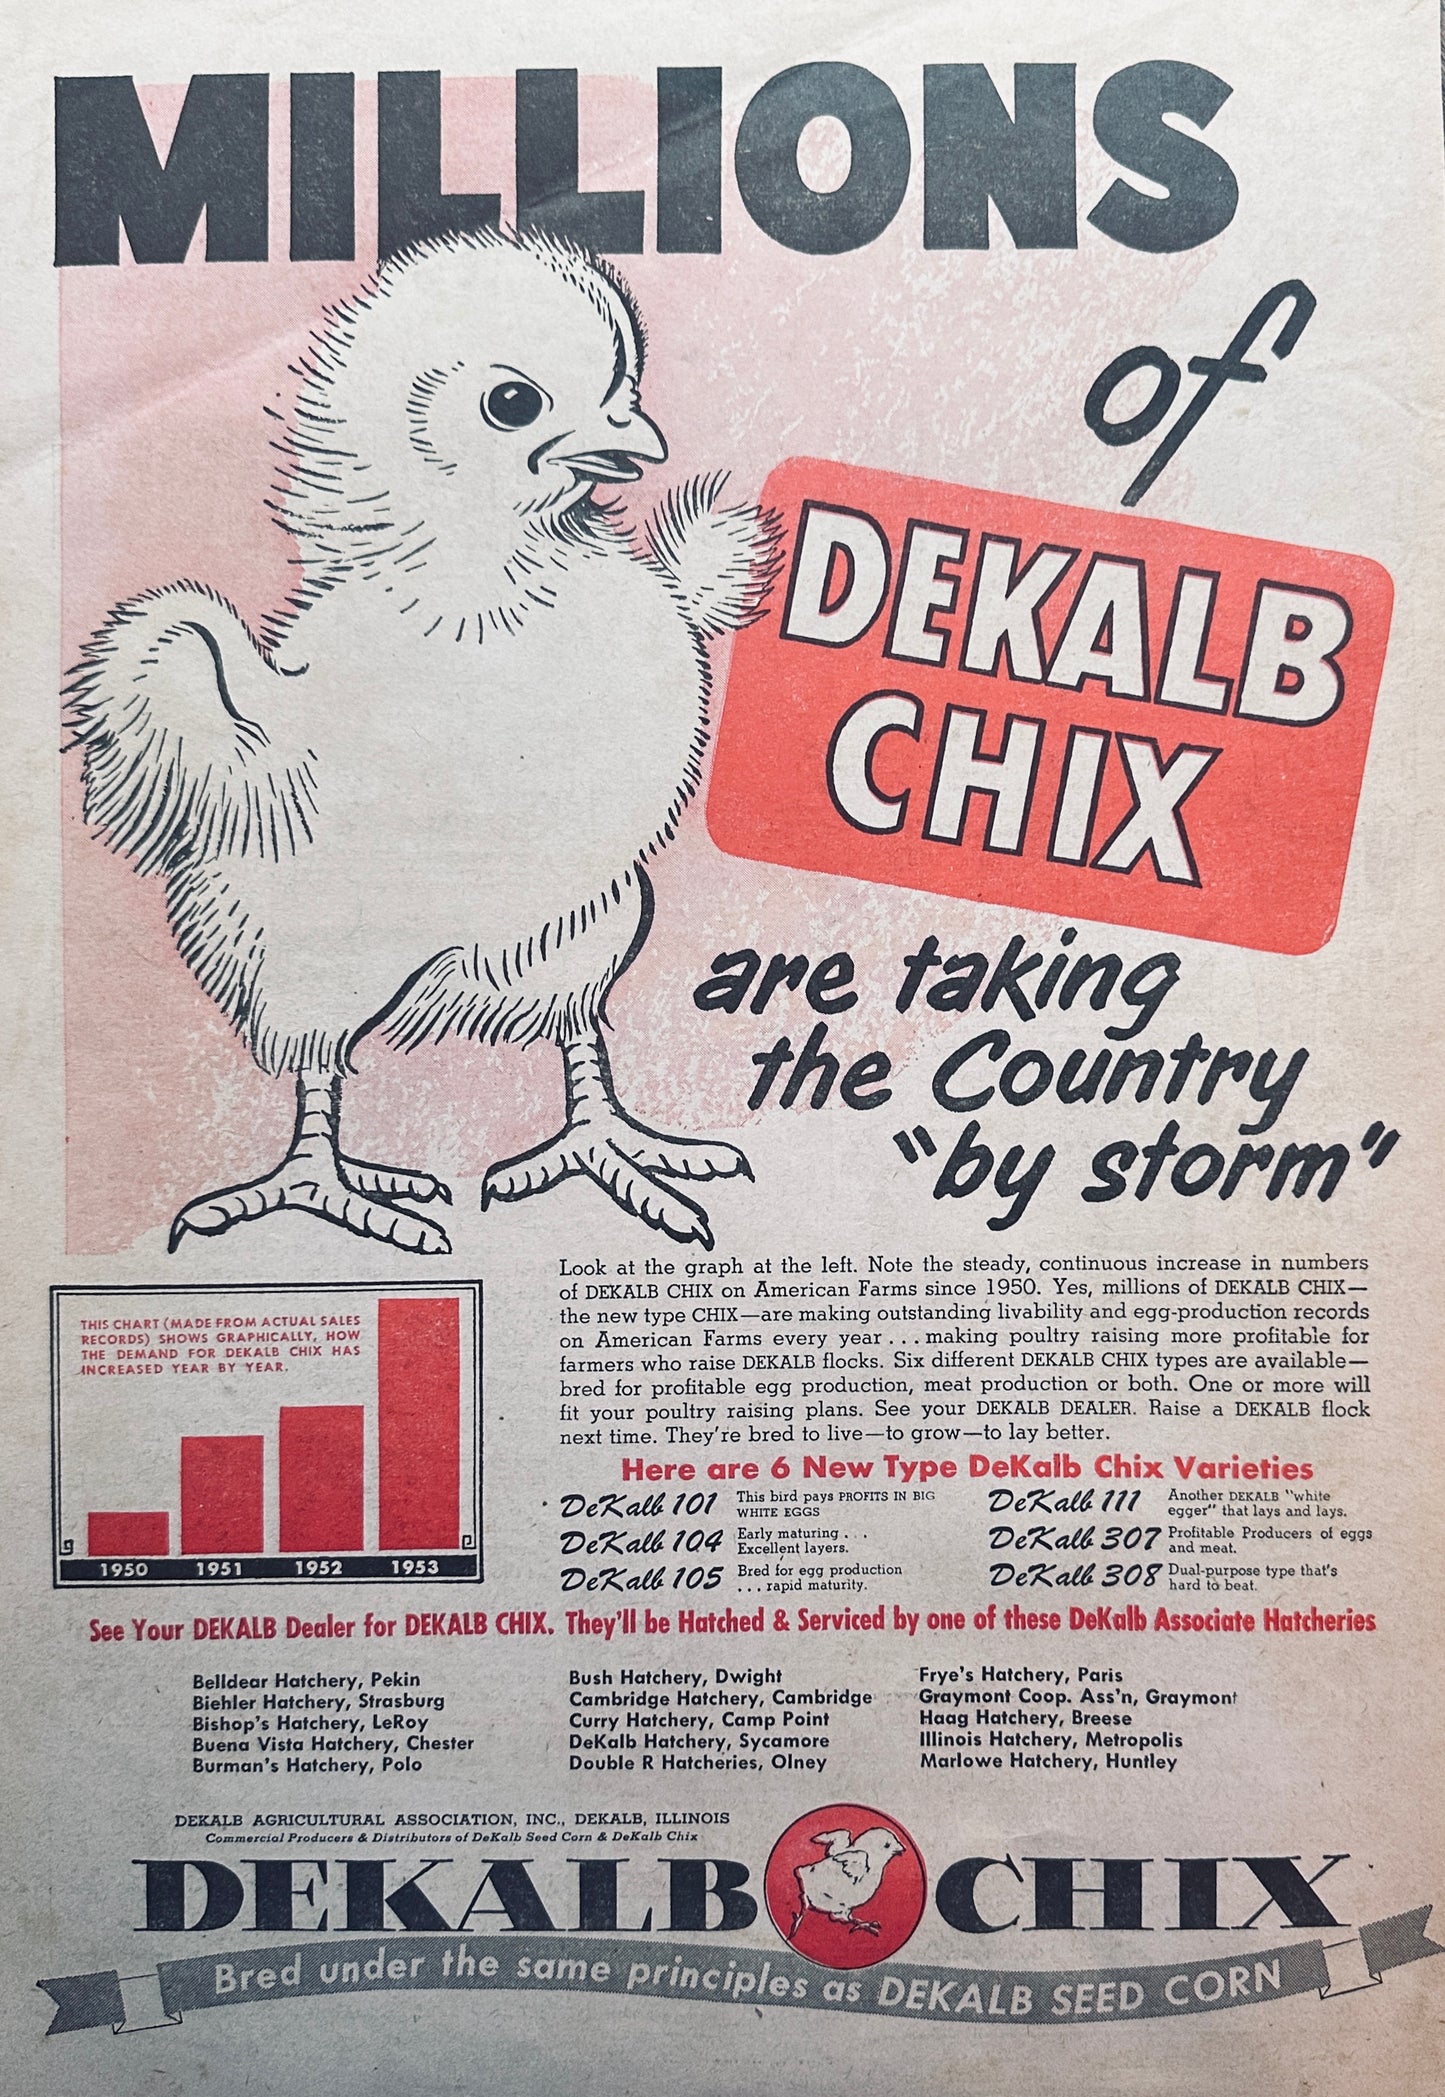 MILLIONS
of
DEKALB
CHIX
are taking
the Country
"by storm"
Look at the graph at the left. Note the steady, continuous increase in numbers
of DEKALB CHIX on American Farms since 1950. Yes, millions of DEKALB CHIX—
the new type CHIX—are making outstanding livability and egg-production records
on American Farms every year . . . making poultry raising more profitable for
farmers who raise DEKALB flocks. Six different DEKALB CHIX types are available—
bred for profitable egg production, meat production or both. One or more will
fit your poultry raising plans. See your DEKALB DEALER. Raise a DEKALB flock
next time. They're bred to live—to grow—to lay better.
THIS CHART (MADE FROM ACTUAL SALES
RECORDS) SHOWS GRAPHICALLY, HOW
THE DEMAND FOR DEKALB CHIX HAS
INCREASED YEAR BY YEAR.
1950 1951 1952 1953
Here are 6 New Type DeKalb Chix Varieties
DeKalb 101
This bird pays PROFITS IN BIG
WHITE EGGS
DeKalb 104
Early maturing . . .
Excellent layers.
DeKalb 105
Bred for egg production
. . . rapid maturity.
DeKalb 111
Another DEKALB "white
egger" that lays and lays.
DeKalb 307
Profitable Producers of eggs
and meat.
DeKalb 308
Dual-purpose type that's
hard to beat.
See Your DEKALB Dealer for DEKALB CHIX. They'll be Hatched & Serviced by one of these DeKalb Associate Hatcheries
Belldear Hatchery, Pekin
Biehler Hatchery, Strasburg
Bishop's Hatchery, LeRoy
Buena Vista Hatchery, Chester
Burman's Hatchery, Polo
Bush Hatchery, Dwight
Cambridge Hatchery, Cambridge
Curry Hatchery, Camp Point
DeKalb Hatchery, Sycamore
Double R Hatcheries, Olney
Frye's Hatchery, Paris
Graymont Coop. Ass'n, Graymont
Haag Hatchery, Breese
Illinois Hatchery, Metropolis
Marlowe Hatchery, Huntley
DEKALB AGRICULTURAL ASSOCIATION, INC., DEKALB, ILLINOIS
Commercial Producers & Distributors of DeKalb Seed Corn & DeKalb Chix
DEKALB CHIX
Bred under the same principles as DEKALB SEED CORN